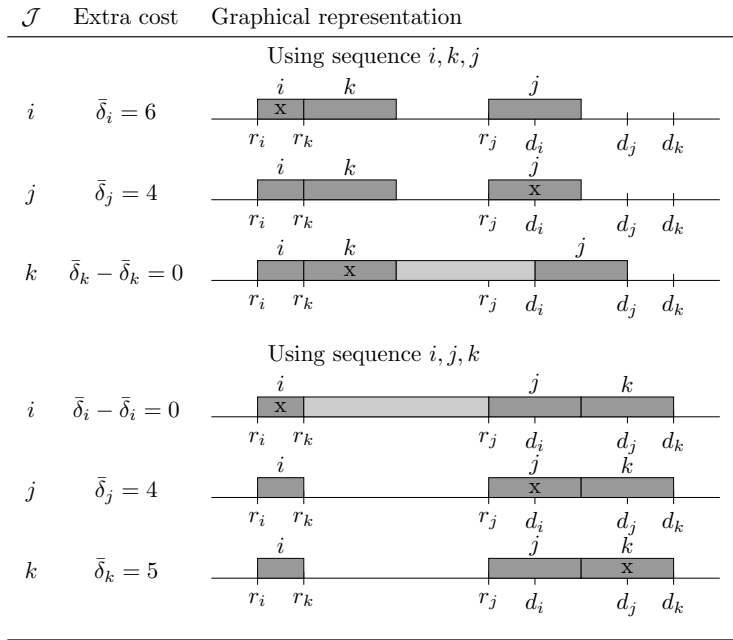 𝒥 Extra cost Graphical representation
Using sequence i, k, j
i k j
i δ̄_i = 6 x
r_i r_k r_j d_i d_j d_k
i k j
j δ̄_j = 4 x
r_i r_k r_j d_i d_j d_k
i k j
k δ̄_k − δ̄_k = 0 x
r_i r_k r_j d_i d_j d_k
Using sequence i, j, k
i j k
i δ̄_i − δ̄_i = 0 x
r_i r_k r_j d_i d_j d_k
i j k
j δ̄_j = 4 x
r_i r_k r_j d_i d_j d_k
i j k
k δ̄_k = 5 x
r_i r_k r_j d_i d_j d_k